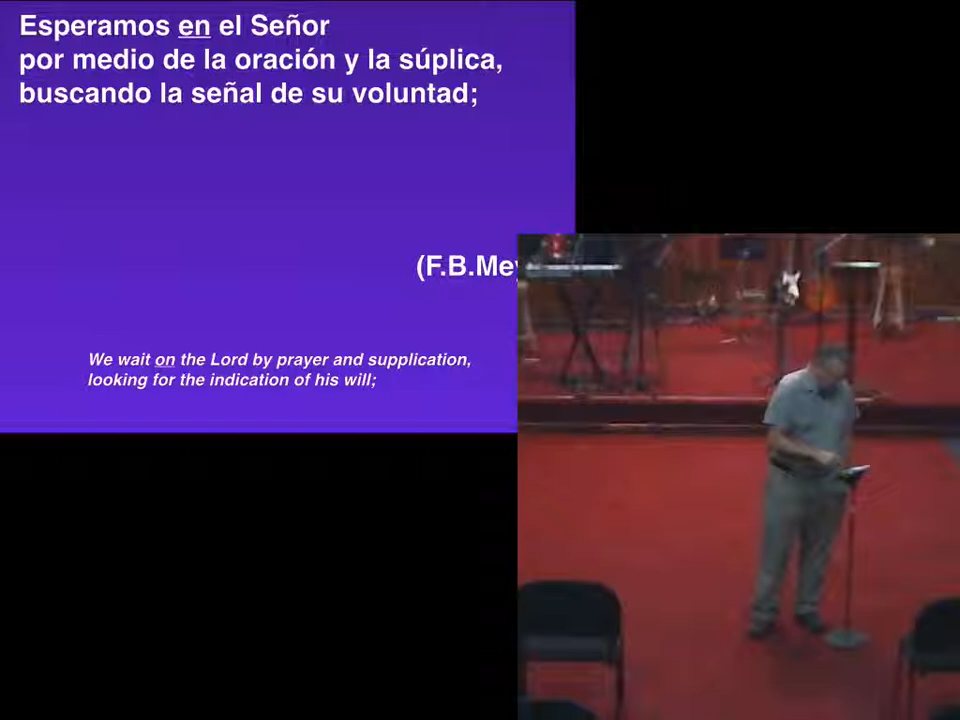 Esperamos en el Señor
por medio de la oración y la súplica,
buscando la señal de su voluntad;
(F.B.Mey
We wait on the Lord by prayer and supplication,
looking for the indication of his will;